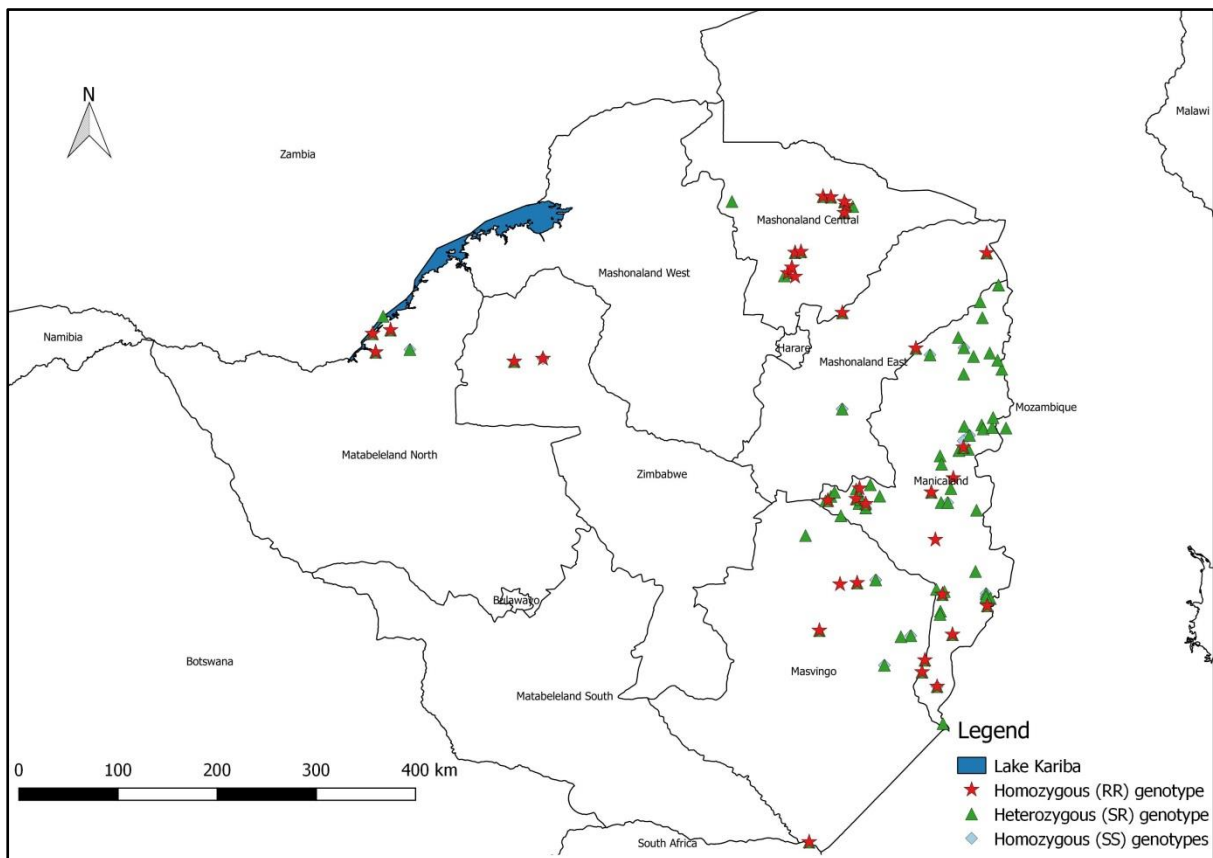 N
Malawi
Zambia
Mashonaland Central
Mashonaland West
Namibia
Harare
Mashonaland East
Mozambique
Matabeleland North
Zimbabwe
Manicaland
Bulawayo
Botswana
Masvingo
Matabeleland South
Legend
0 100 200 300 400 km
Lake Kariba
Homozygous (RR) genotype
Heterozygous (SR) genotype
South Africa
Homozygous (SS) genotypes